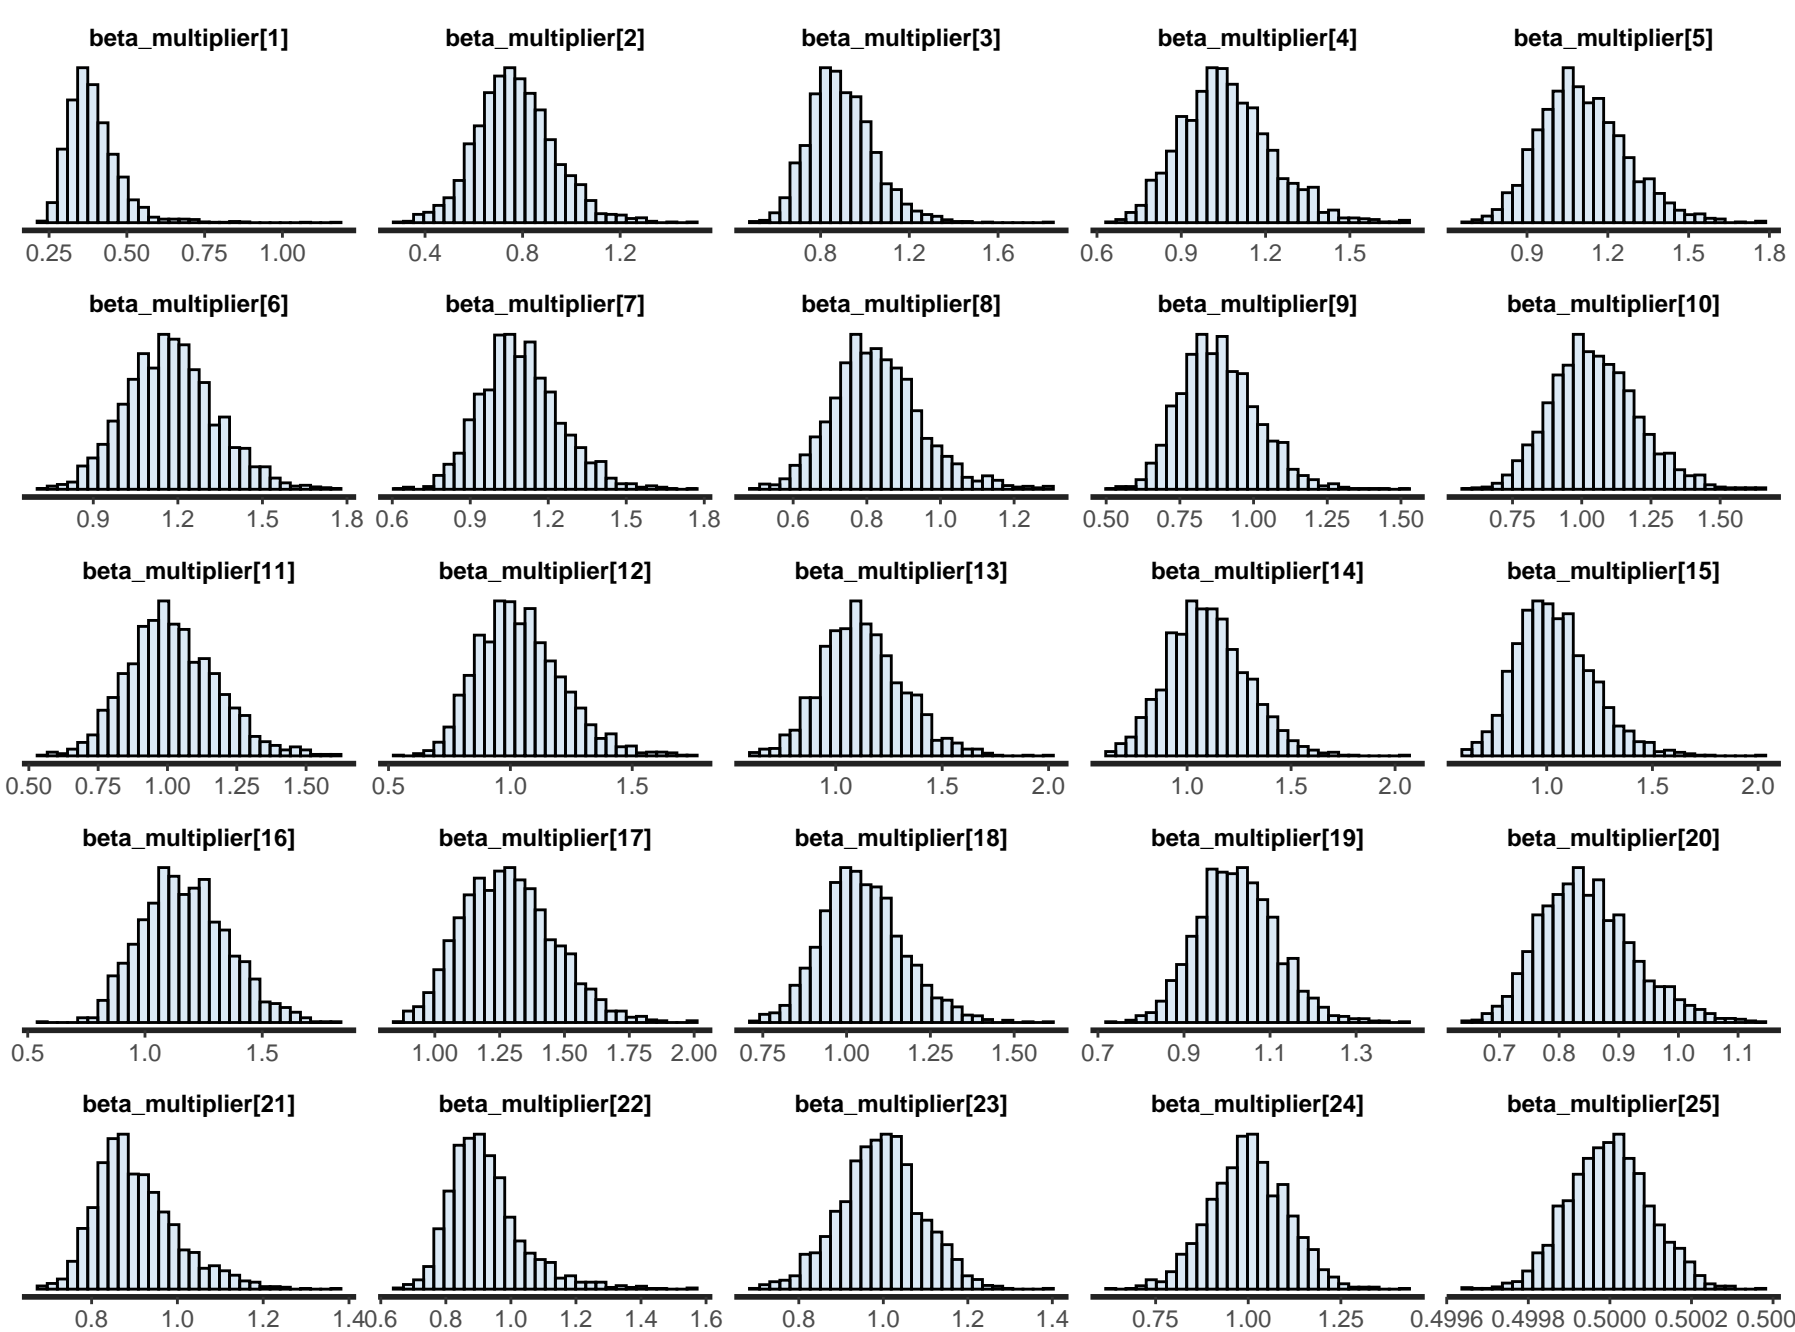 beta_multiplier[1] beta_multiplier[2] beta_multiplier[3] beta_multiplier[4] beta_multiplier[5]
0.25 0.50 0.75 1.00 0.4 0.8 1.2 0.8 1.2 1.6 0.6 0.9 1.2 1.5 0.9 1.2 1.5 1.8
beta_multiplier[6] beta_multiplier[7] beta_multiplier[8] beta_multiplier[9] beta_multiplier[10]
0.9 1.2 1.5 1.8 0.6 0.9 1.2 1.5 1.8 0.6 0.8 1.0 1.2 0.50 0.75 1.00 1.25 1.50 0.75 1.00 1.25 1.50
beta_multiplier[11] beta_multiplier[12] beta_multiplier[13] beta_multiplier[14] beta_multiplier[15]
0.50 0.75 1.00 1.25 1.50 0.5 1.0 1.5 1.0 1.5 2.0 1.0 1.5 2.0 1.0 1.5 2.0
beta_multiplier[16] beta_multiplier[17] beta_multiplier[18] beta_multiplier[19] beta_multiplier[20]
0.5 1.0 1.5 1.00 1.25 1.50 1.75 2.00 0.75 1.00 1.25 1.50 0.7 0.9 1.1 1.3 0.7 0.8 0.9 1.0 1.1
beta_multiplier[21] beta_multiplier[22] beta_multiplier[23] beta_multiplier[24] beta_multiplier[25]
0.8 1.0 1.2 1.4 0.6 0.8 1.0 1.2 1.4 1.6 0.8 1.0 1.2 1.4 0.75 1.00 1.25 0.4996 0.4998 0.5000 0.5002 0.500